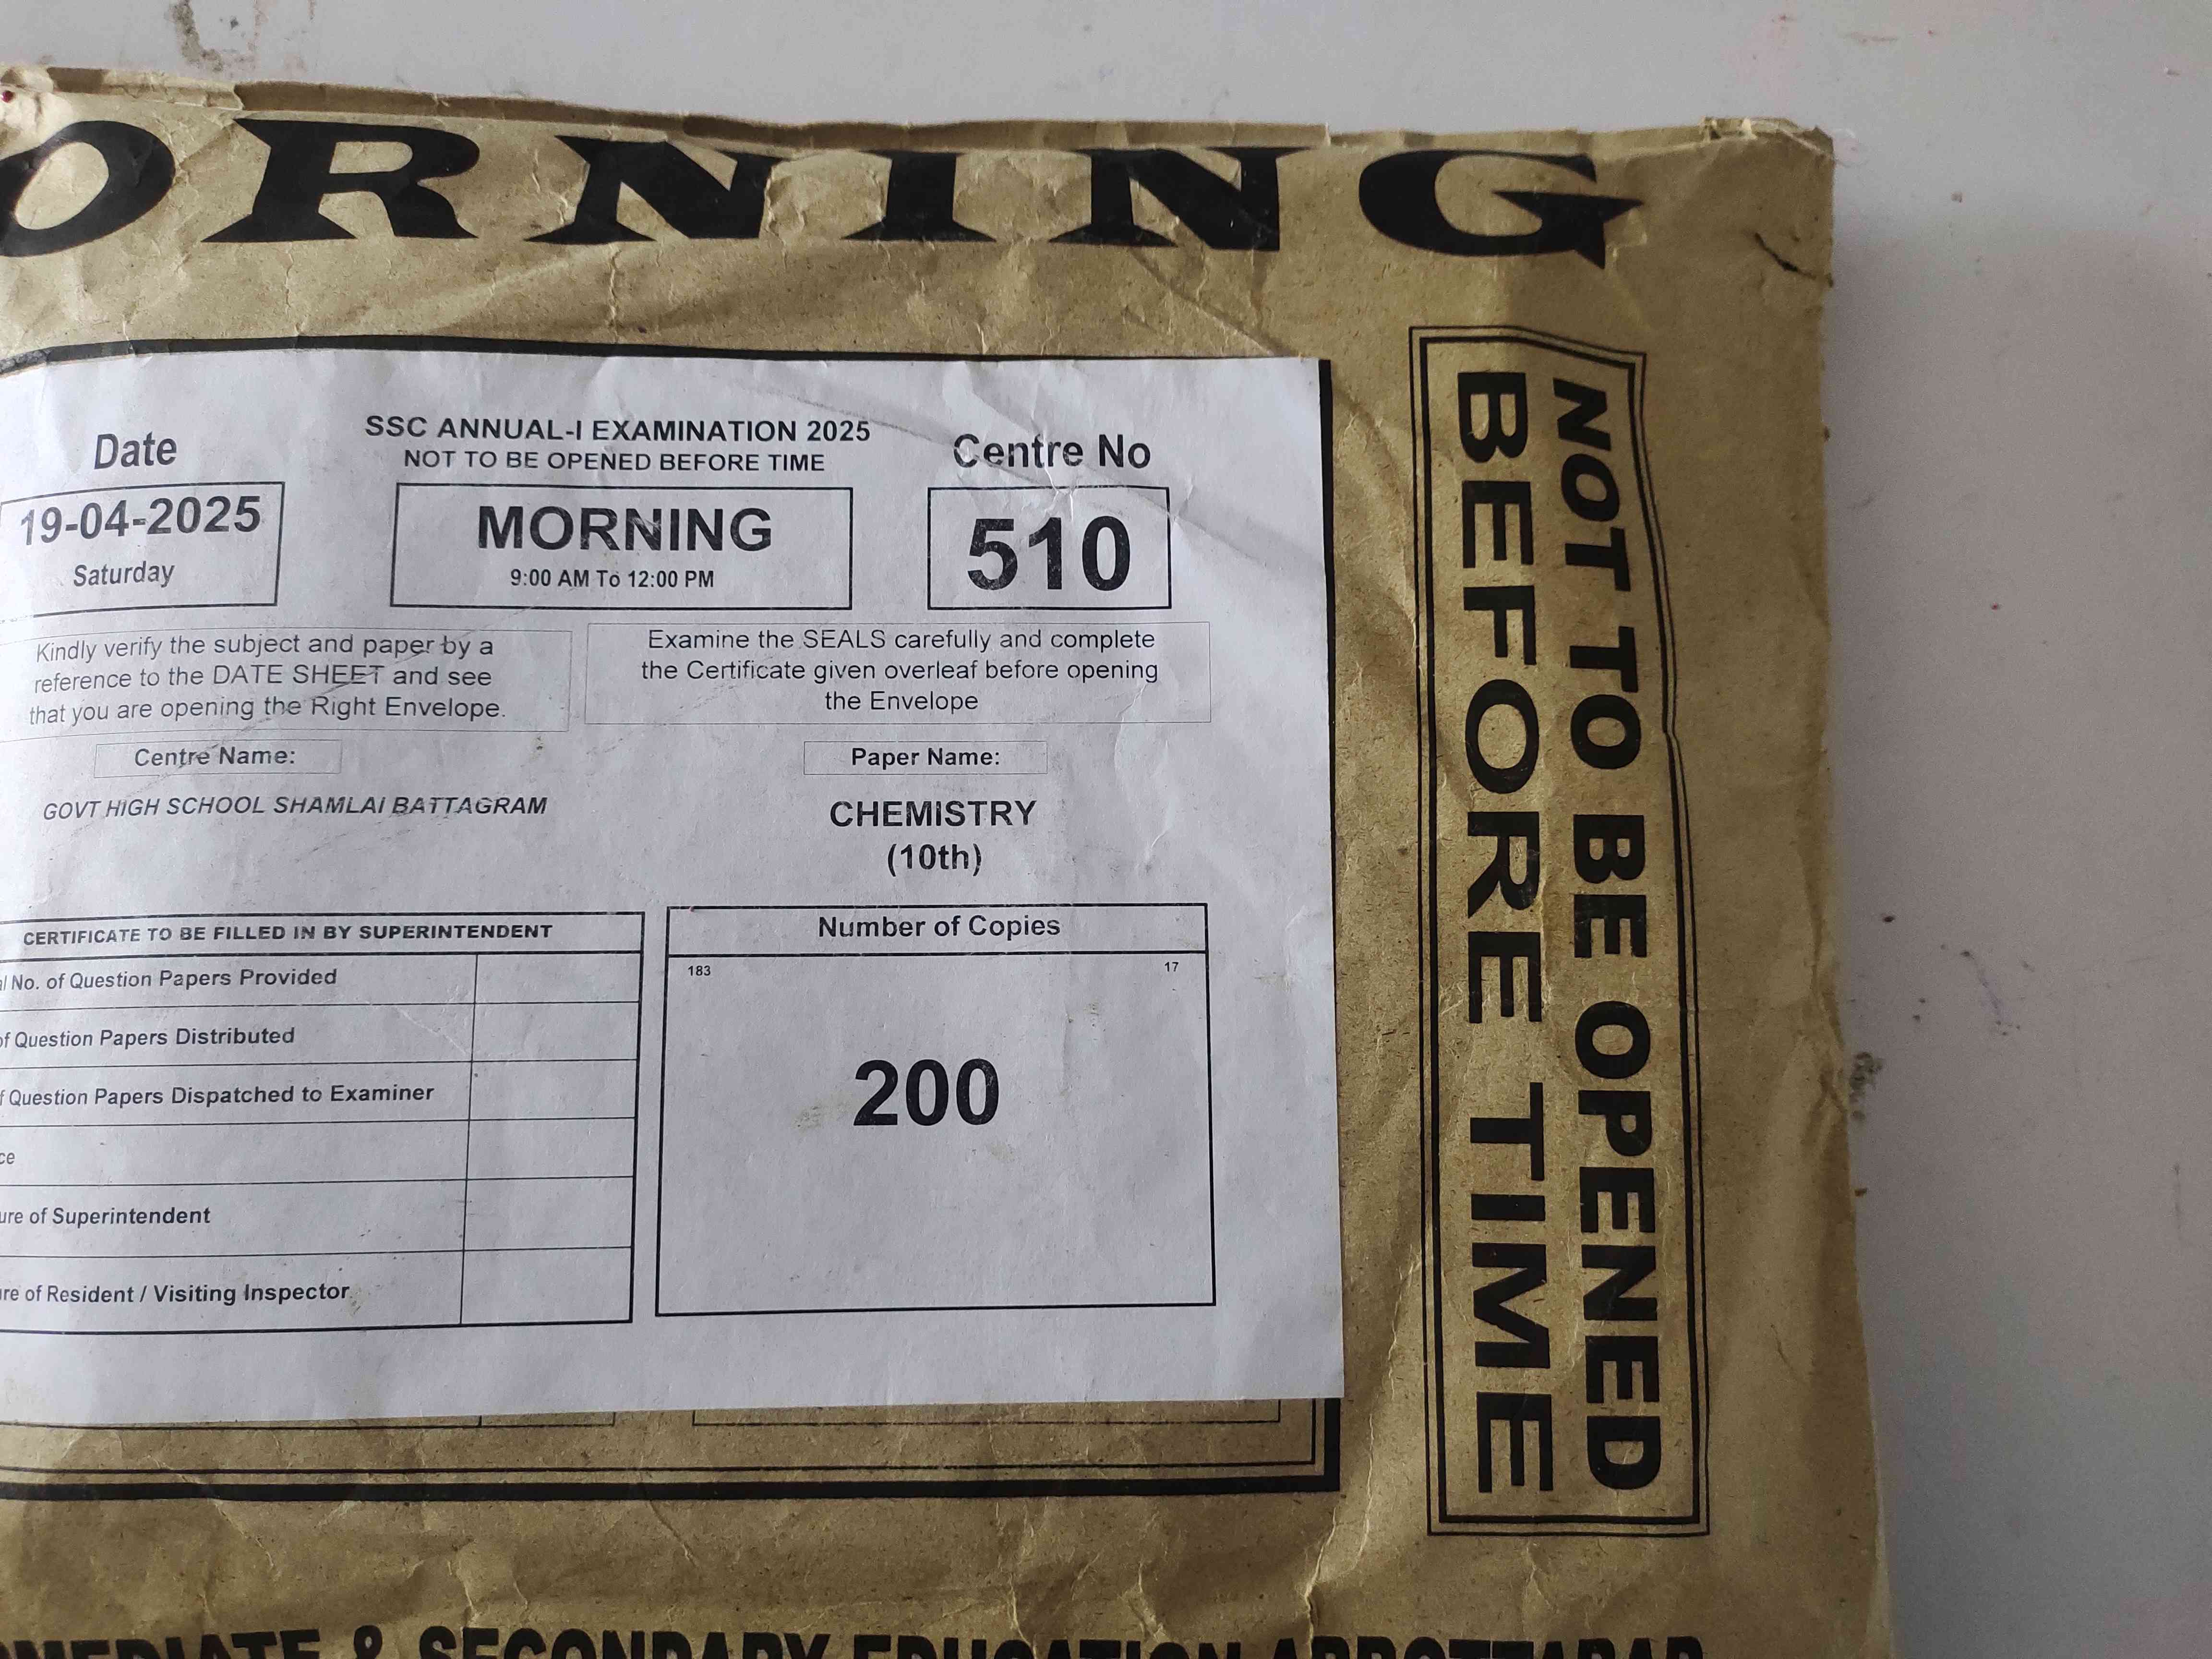 ORNING
Date
SSC ANNUAL-I EXAMINATION 2025
NOT TO BE OPENED BEFORE TIME
Centre No
19-04-2025
Saturday
MORNING
9:00 AM To 12:00 PM
510
Kindly verify the subject and paper by a
reference to the DATE SHEET and see
that you are opening the Right Envelope.
Examine the SEALS carefully and complete
the Certificate given overleaf before opening
the Envelope
Centre Name:
GOVT HIGH SCHOOL SHAMLAI BATTAGRAM
Paper Name:
CHEMISTRY
(10th)
CERTIFICATE TO BE FILLED IN BY SUPERINTENDENT
No. of Question Papers Provided
of Question Papers Distributed
Question Papers Dispatched to Examiner
ce
ure of Superintendent
re of Resident / Visiting Inspector
Number of Copies
183 17
200
NOT TO BE OPENED
BEFORE TIME
MEDIATE & SECONDARY EDUCATION ABBOTTABAD